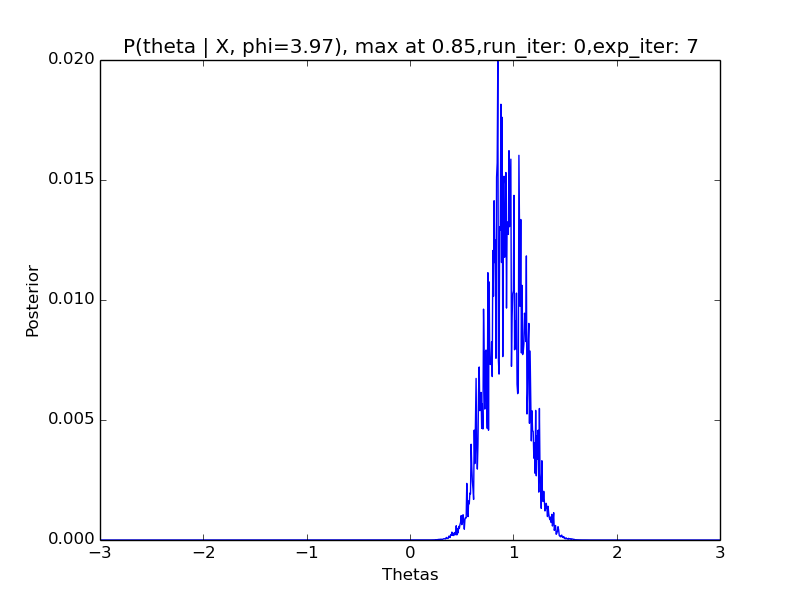 P(theta | X, phi=3.97), max at 0.85,run_iter: 0,exp_iter: 7
0.020
0.015
0.010
0.005
0.000
Posterior
−3 −2 −1 0 1 2 3
Thetas